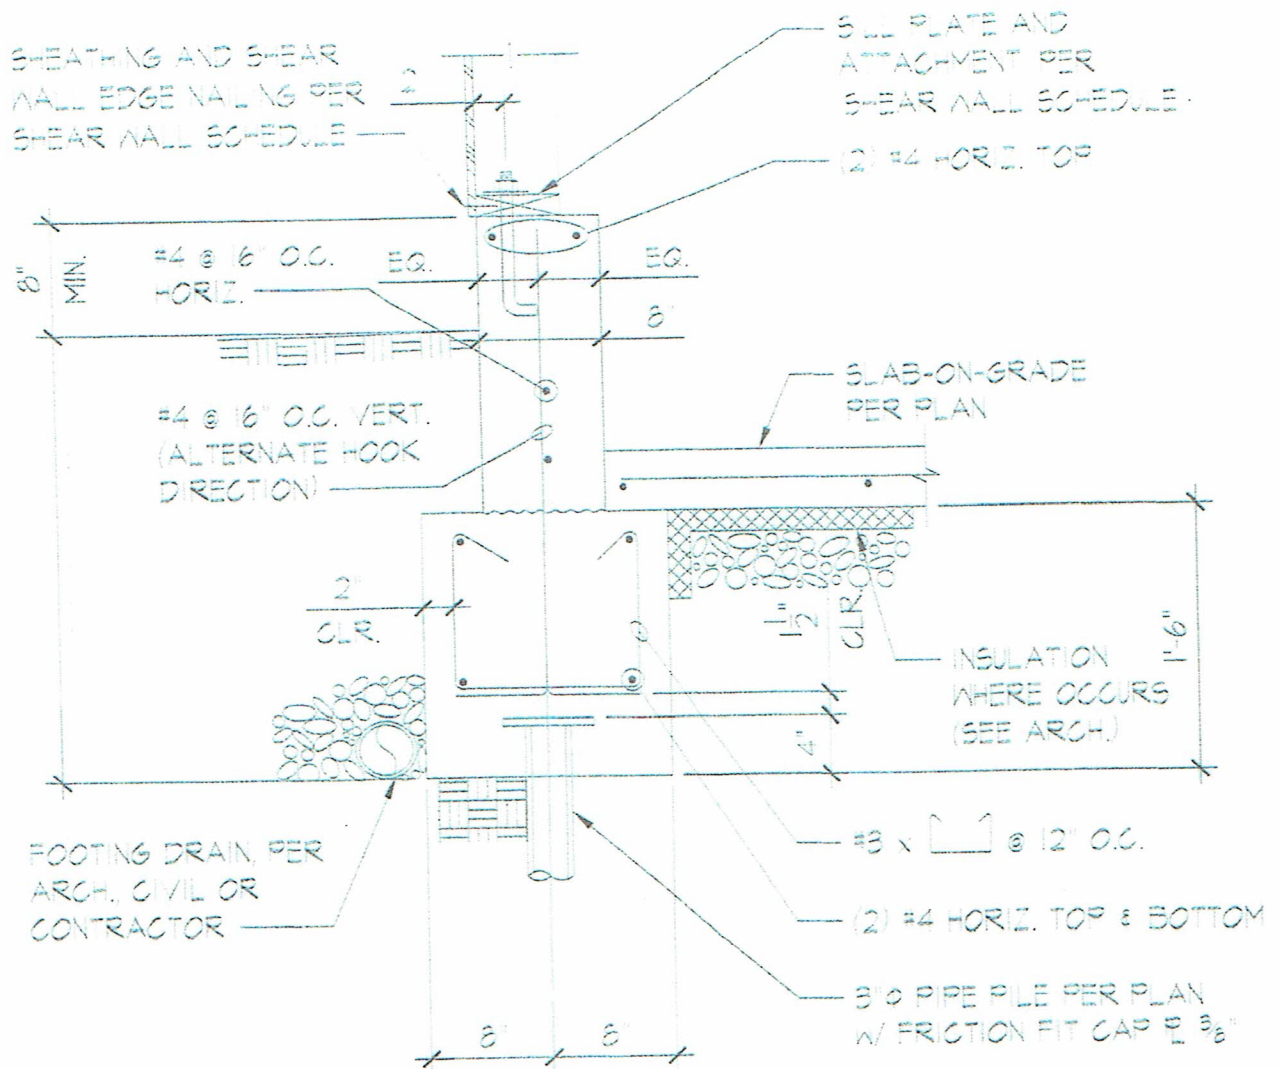 SHEATHING AND SHEAR
WALL EDGE NAILING PER
SHEAR WALL SCHEDULE
2
SILL PLATE AND
ATTACHMENT PER
SHEAR WALL SCHEDULE.
(2) #4 HORIZ. TOP
8"
MIN.
#4 @ 16" O.C.
HORIZ.
EQ.
EQ.
8"
SLAB-ON-GRADE
PER PLAN
#4 @ 16" O.C. VERT.
(ALTERNATE HOOK
DIRECTION)
2"
CLR.
1 1/2"
CLR.
1'-6"
INSULATION
WHERE OCCURS
(SEE ARCH.)
4"
FOOTING DRAIN, PER
ARCH., CIVIL OR
CONTRACTOR
#3 x @ 12" O.C.
(2) #4 HORIZ. TOP & BOTTOM
3"Ø PIPE PILE PER PLAN
W/ FRICTION FIT CAP PL 3/8"
8"
8"